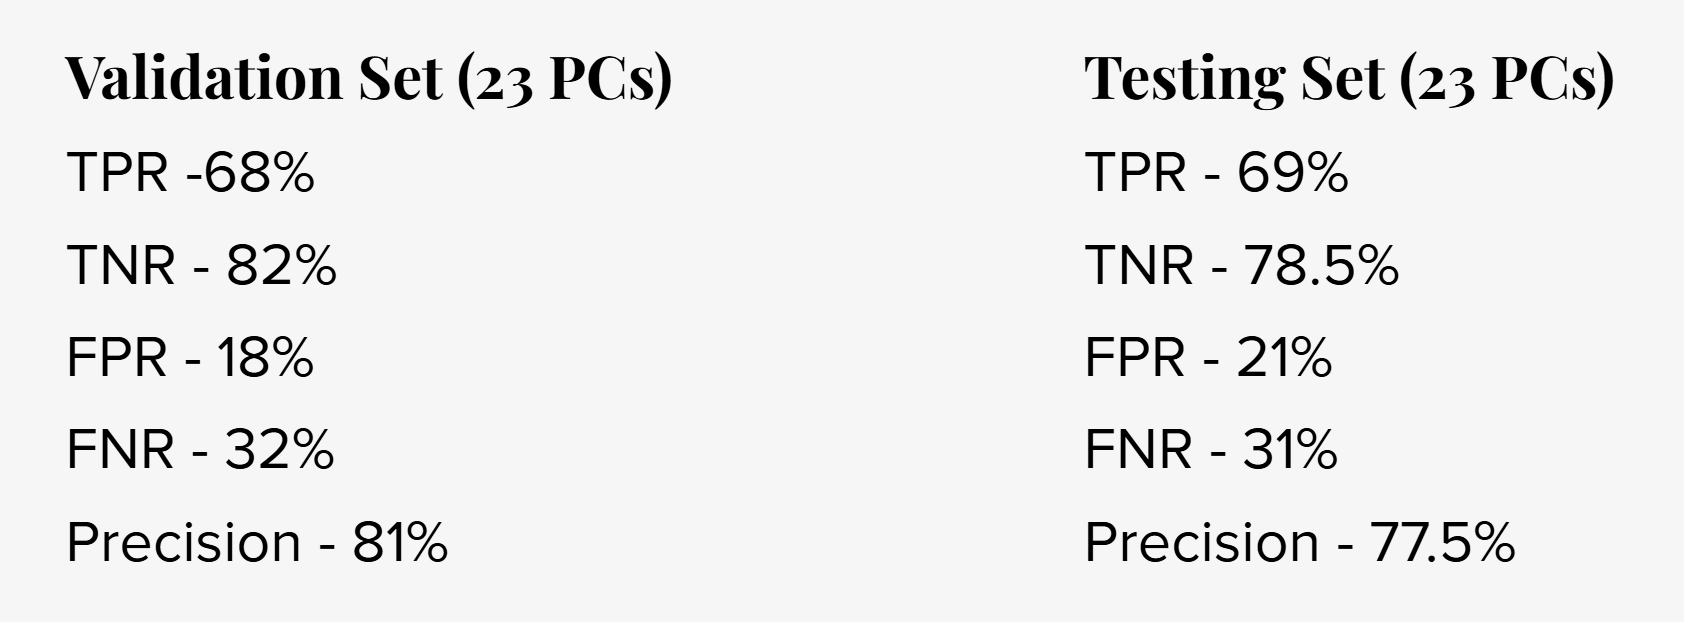 Validation Set (23 PCs)
TPR -68%
TNR - 82%
FPR - 18%
FNR - 32%
Precision - 81%
Testing Set (23 PCs)
TPR - 69%
TNR - 78.5%
FPR - 21%
FNR - 31%
Precision - 77.5%